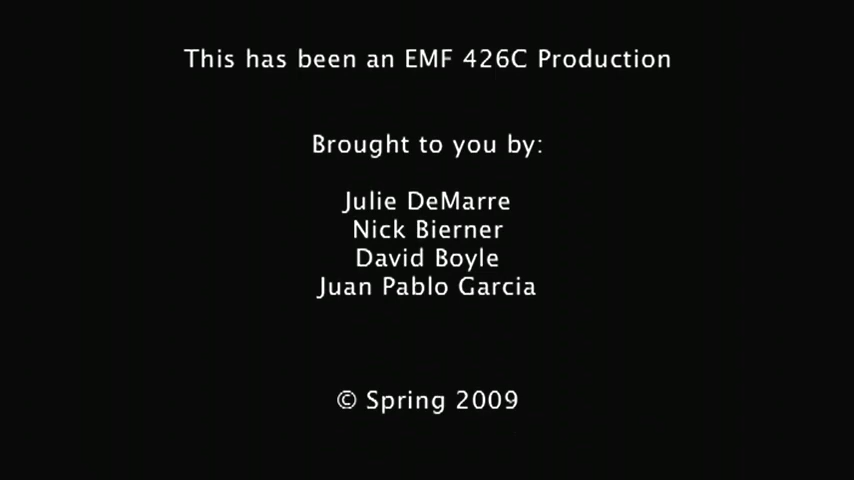 This has been an EMF 426C Production
Brought to you by:
Julie DeMarre
Nick Bierner
David Boyle
Juan Pablo Garcia
© Spring 2009